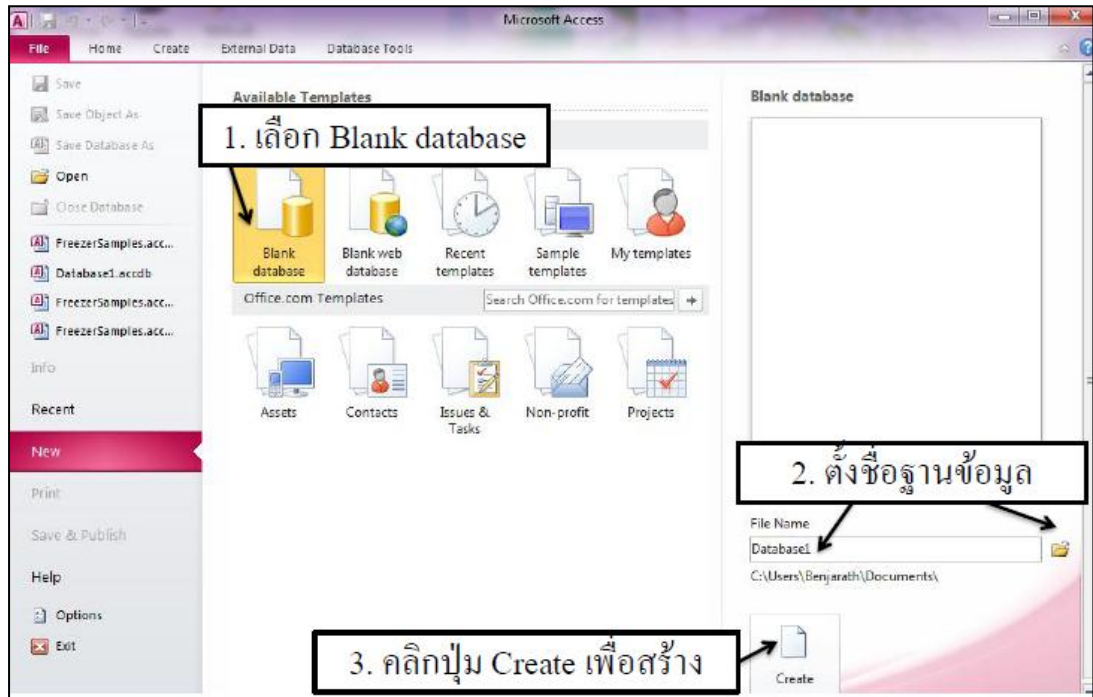 Microsoft Access
File Home Create External Data Database Tools
Save
Save Object As
Save Database As
Open
Close Database
FreezerSamples.acc...
Database1.accdb
FreezerSamples.acc...
FreezerSamples.acc...
Info
Recent
New
Print
Save & Publish
Help
Options
Exit
Available Templates
1. เลือก Blank database
Blank database
Blank web database
Recent templates
Sample templates
My templates
Office.com Templates
Search Office.com for templates
Assets
Contacts
Issues & Tasks
Non-profit
Projects
Blank database
2. ตั้งชื่อฐานข้อมูล
File Name
Database1
C:\Users\Benjarath\Documents\
3. คลิกปุ่ม Create เพื่อสร้าง
Create